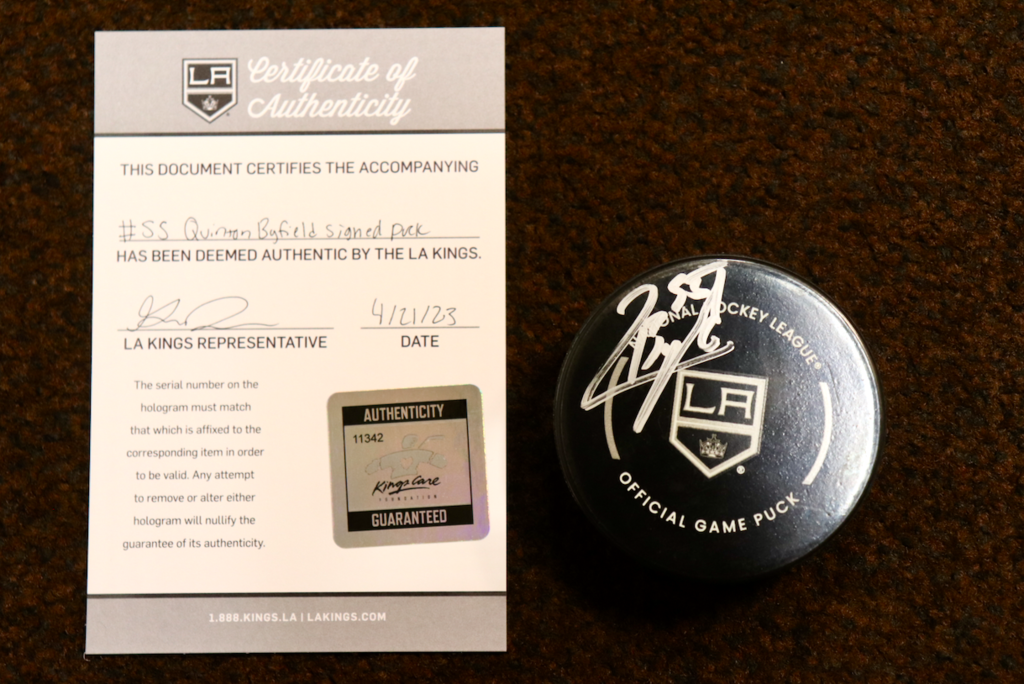 LA
Certificate of
Authenticity
THIS DOCUMENT CERTIFIES THE ACCOMPANYING
#55 Quinton Byfield signed puck
HAS BEEN DEEMED AUTHENTIC BY THE LA KINGS.
4/21/23
LA KINGS REPRESENTATIVE
DATE
The serial number on the
hologram must match
that which is affixed to the
corresponding item in order
to be valid. Any attempt
to remove or alter either
hologram will nullify the
guarantee of its authenticity.
AUTHENTICITY
11342
Kings Care
FOUNDATION
GUARANTEED
1.888.KINGS.LA | LAKINGS.COM
55
NATIONAL HOCKEY LEAGUE®
LA
®
OFFICIAL GAME PUCK